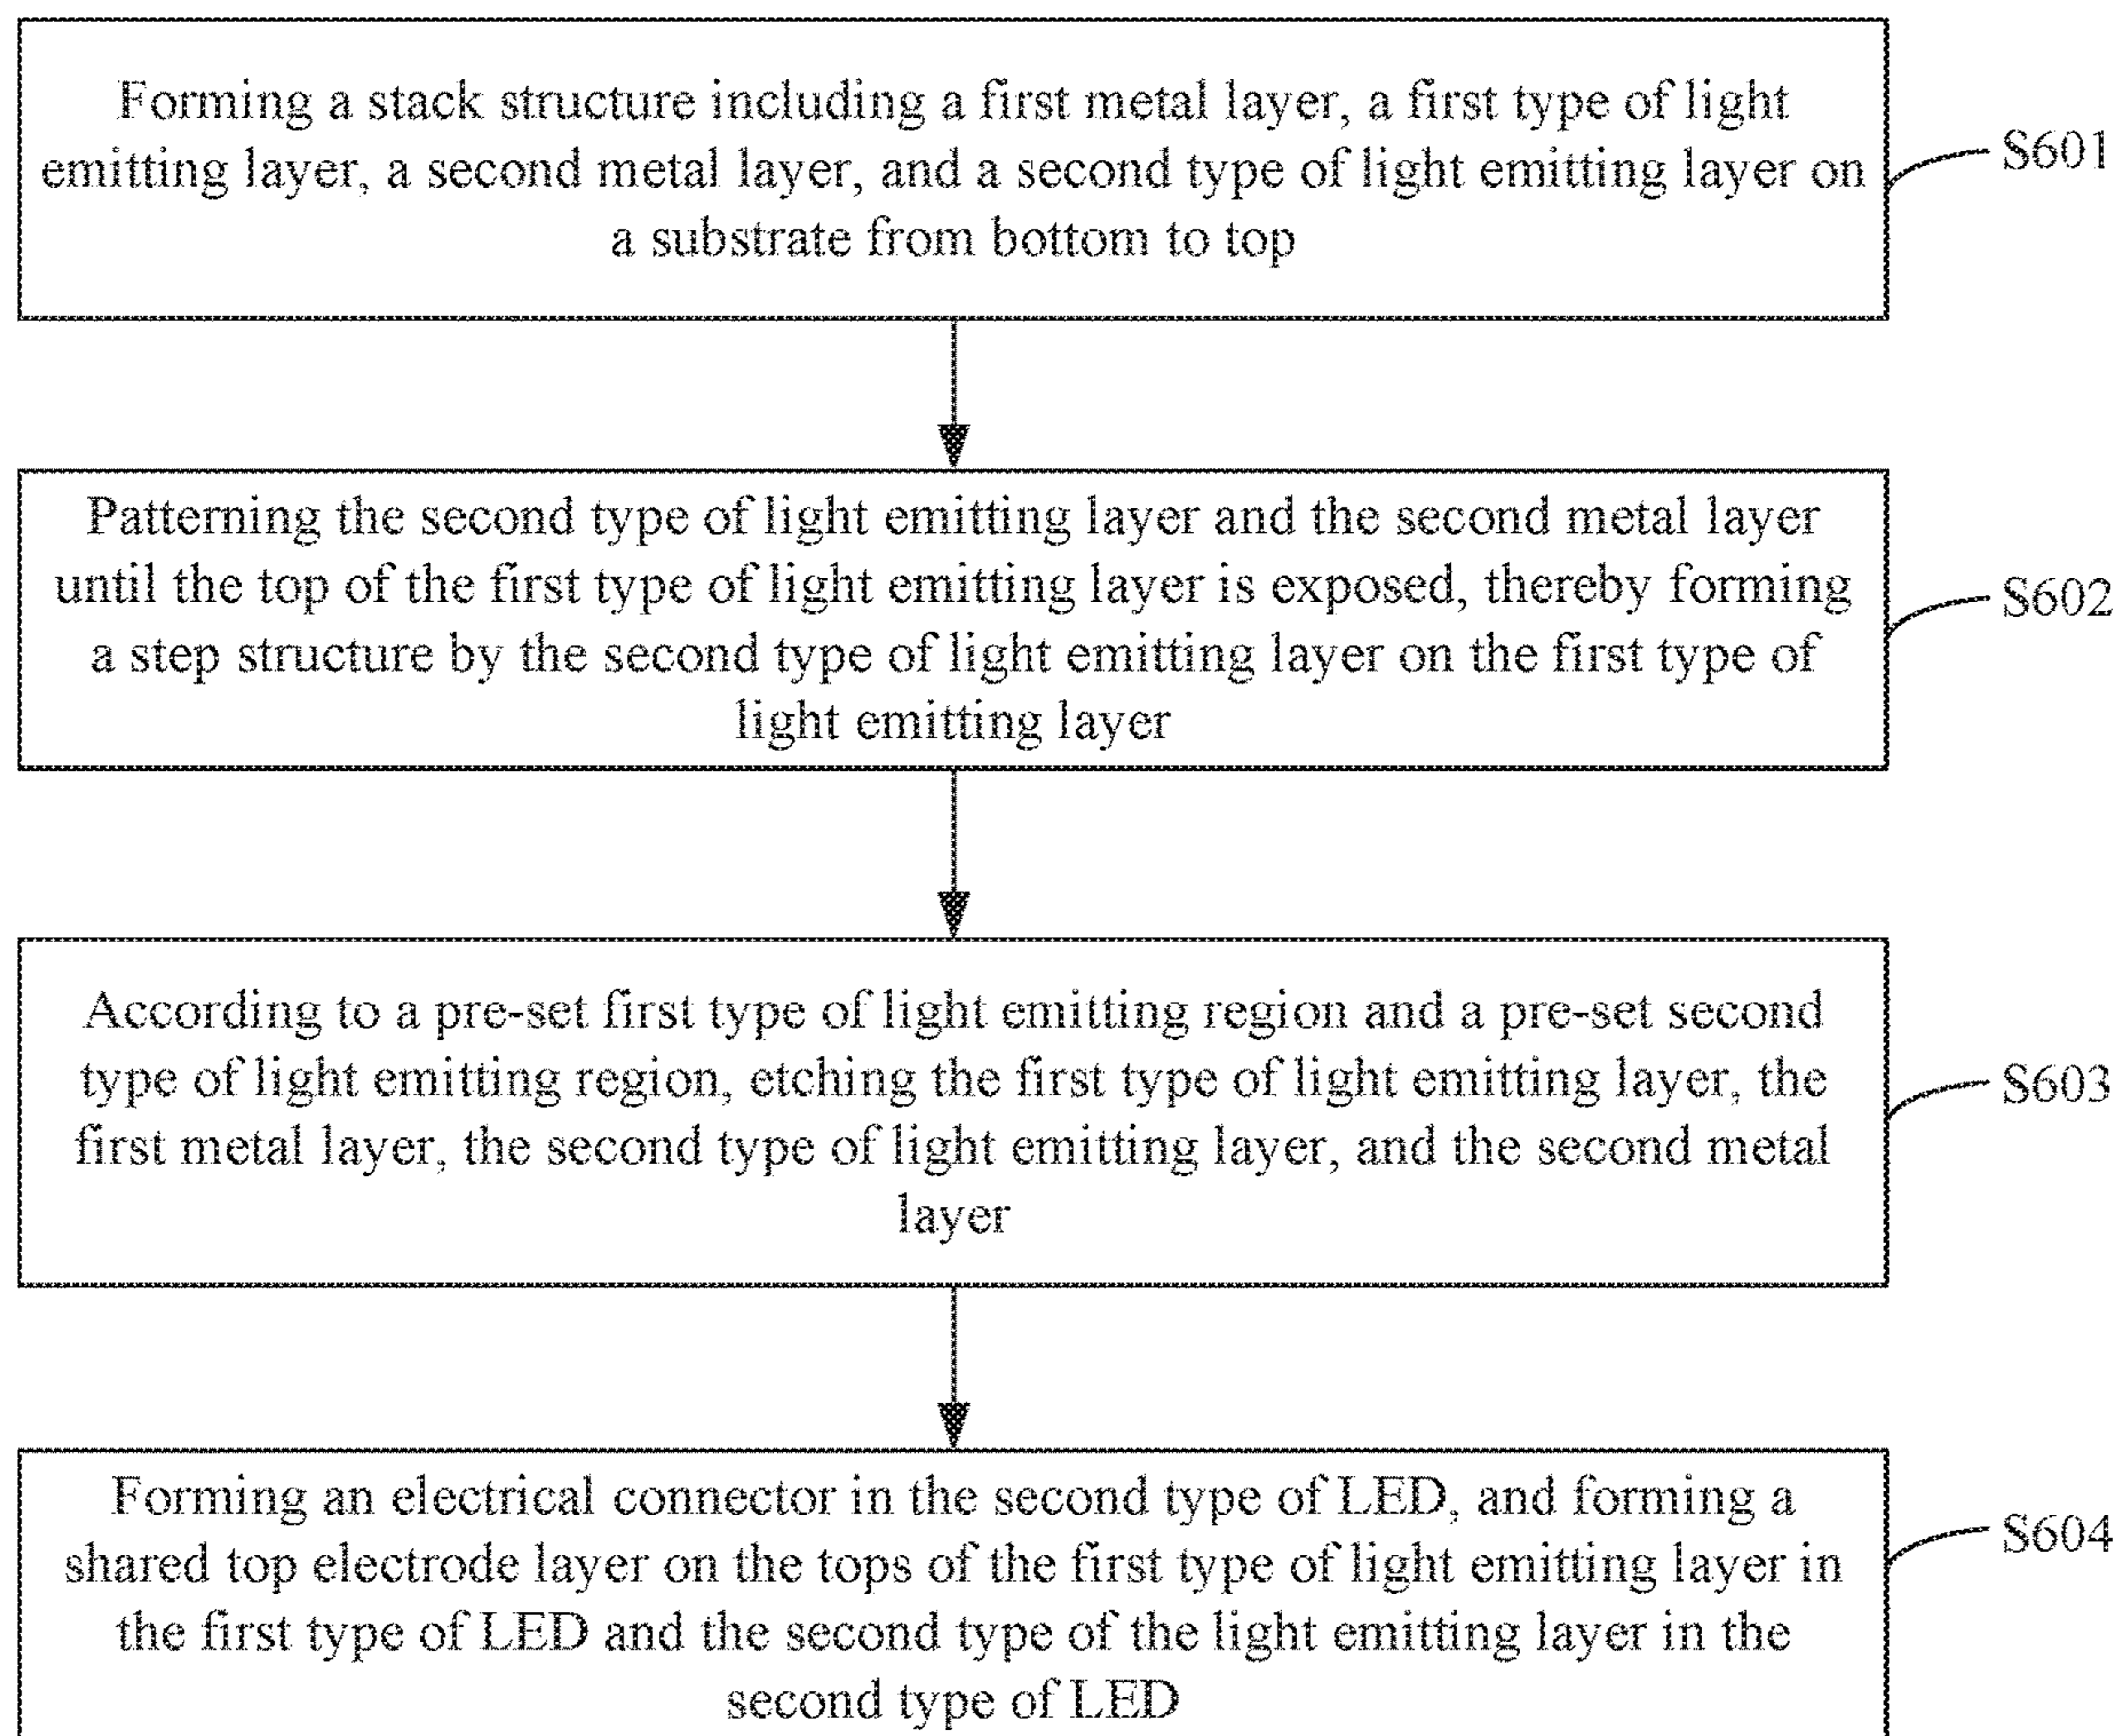 Forming a stack structure including a first metal layer, a first type of light
emitting layer, a second metal layer, and a second type of light emitting layer on
a substrate from bottom to top
S601
Patterning the second type of light emitting layer and the second metal layer
until the top of the first type of light emitting layer is exposed, thereby forming
a step structure by the second type of light emitting layer on the first type of
light emitting layer
S602
According to a pre-set first type of light emitting region and a pre-set second
type of light emitting region, etching the first type of light emitting layer, the
first metal layer, the second type of light emitting layer, and the second metal
layer
S603
Forming an electrical connector in the second type of LED, and forming a
shared top electrode layer on the tops of the first type of light emitting layer in
the first type of LED and the second type of the light emitting layer in the
second type of LED
S604